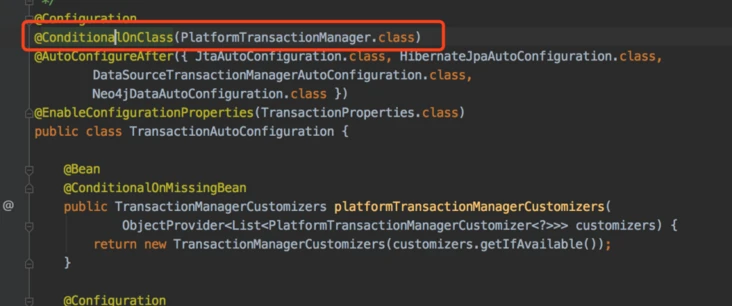 */
@Configuration
@ConditionalOnClass(PlatformTransactionManager.class)
@AutoConfigureAfter({ JtaAutoConfiguration.class, HibernateJpaAutoConfiguration.class,
DataSourceTransactionManagerAutoConfiguration.class,
Neo4jDataAutoConfiguration.class })
@EnableConfigurationProperties(TransactionProperties.class)
public class TransactionAutoConfiguration {
@Bean
@ConditionalOnMissingBean
@ public TransactionManagerCustomizers platformTransactionManagerCustomizers(
ObjectProvider<List<PlatformTransactionManagerCustomizer<?>>> customizers) {
return new TransactionManagerCustomizers(customizers.getIfAvailable());
}
@Configuration